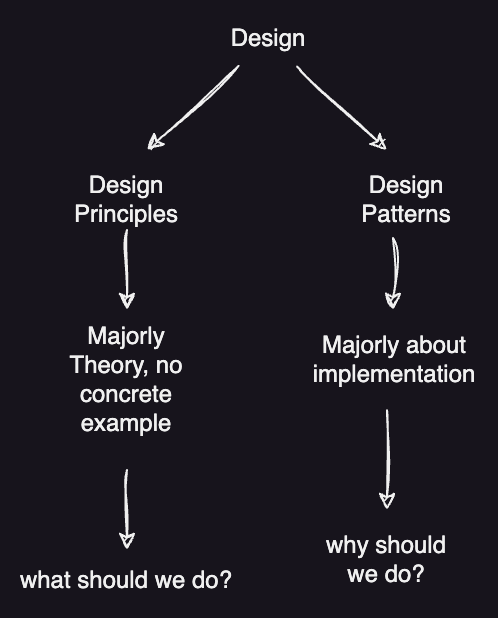 Design
Design
Principles
Design
Patterns
Majorly
Theory, no
concrete
example
Majorly about
implementation
what should we do?
why should
we do?